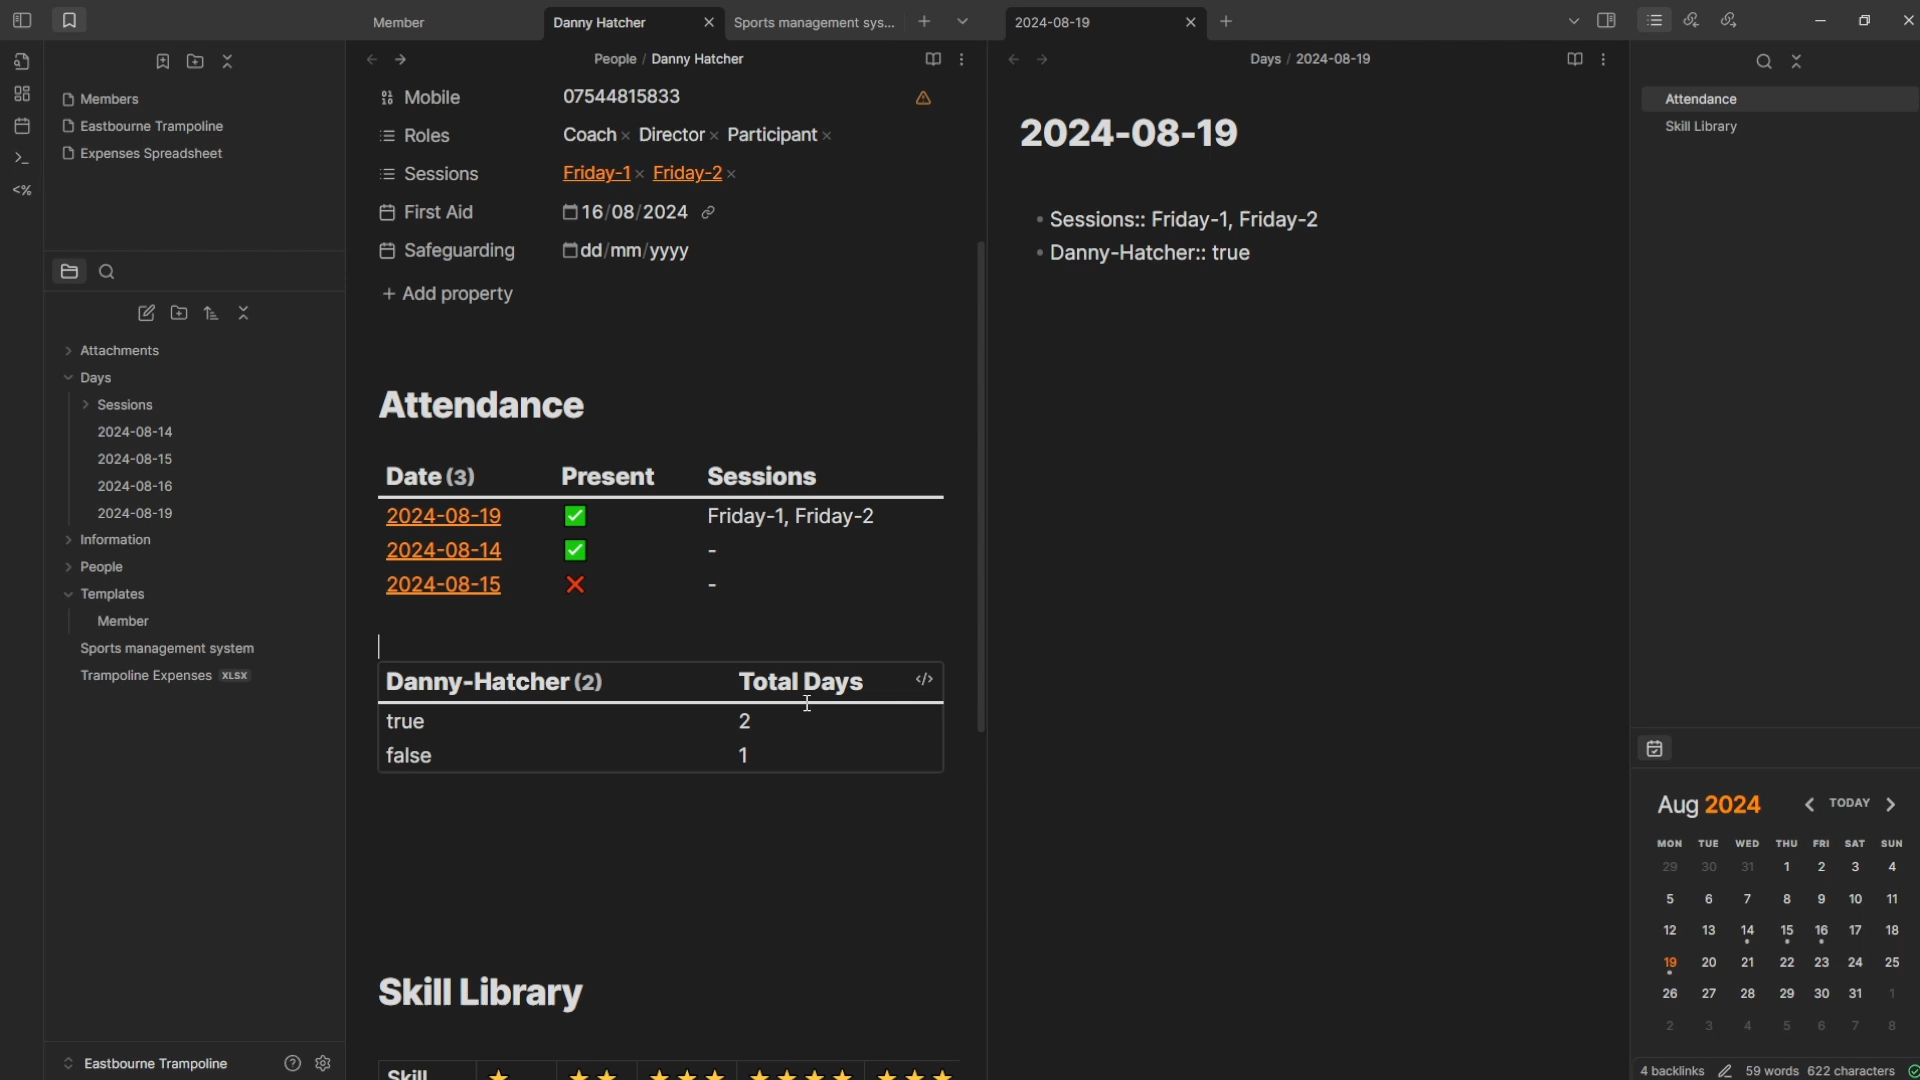 Member
Danny Hatcher
Sports management sys...
2024-08-19
Members
Eastbourne Trampoline
Expenses Spreadsheet
Attachments
Days
Sessions
2024-08-14
2024-08-15
2024-08-16
2024-08-19
Information
People
Templates
Member
Sports management system
Trampoline Expenses XLSX
Eastbourne Trampoline
People / Danny Hatcher
Mobile 07544815833
Roles Coach × Director × Participant ×
Sessions Friday-1 × Friday-2 ×
First Aid 16/08/2024
Safeguarding dd/mm/yyyy
+ Add property
Attendance
Date (3) Present Sessions
2024-08-19 ✅ Friday-1, Friday-2
2024-08-14 ✅ -
2024-08-15 ❌ -
Danny-Hatcher (2) Total Days </>
true 2
false 1
Skill Library
Skill ★ ★★ ★★★ ★★★★ ★★★
Days / 2024-08-19
2024-08-19
• Sessions:: Friday-1, Friday-2
• Danny-Hatcher:: true
Attendance
Skill Library
Aug 2024 < TODAY >
MON TUE WED THU FRI SAT SUN
29 30 31 1 2 3 4
5 6 7 8 9 10 11
12 13 14 15 16 17 18
19 20 21 22 23 24 25
26 27 28 29 30 31 1
2 3 4 5 6 7 8
4 backlinks 59 words 622 characters